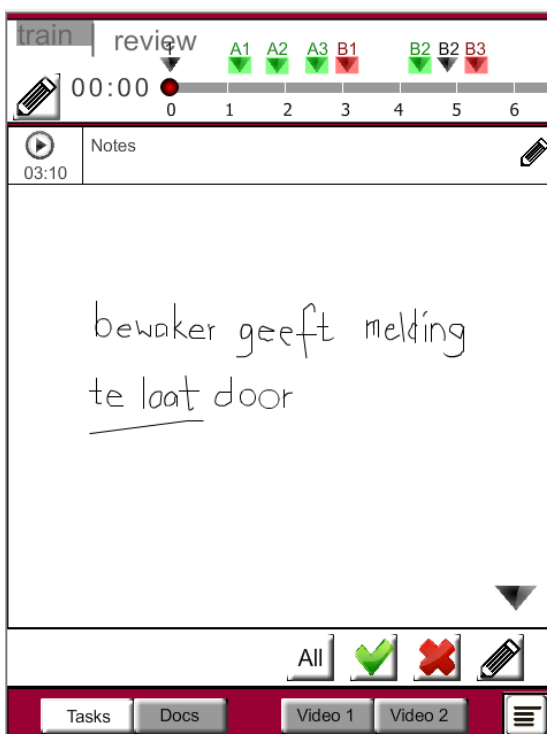 train review
1 A1 A2 A3 B1 B2 B2 B3
00:00
0 1 2 3 4 5 6
03:10 Notes
bewaker geeft melding
te laat door
All
Tasks Docs Video 1 Video 2